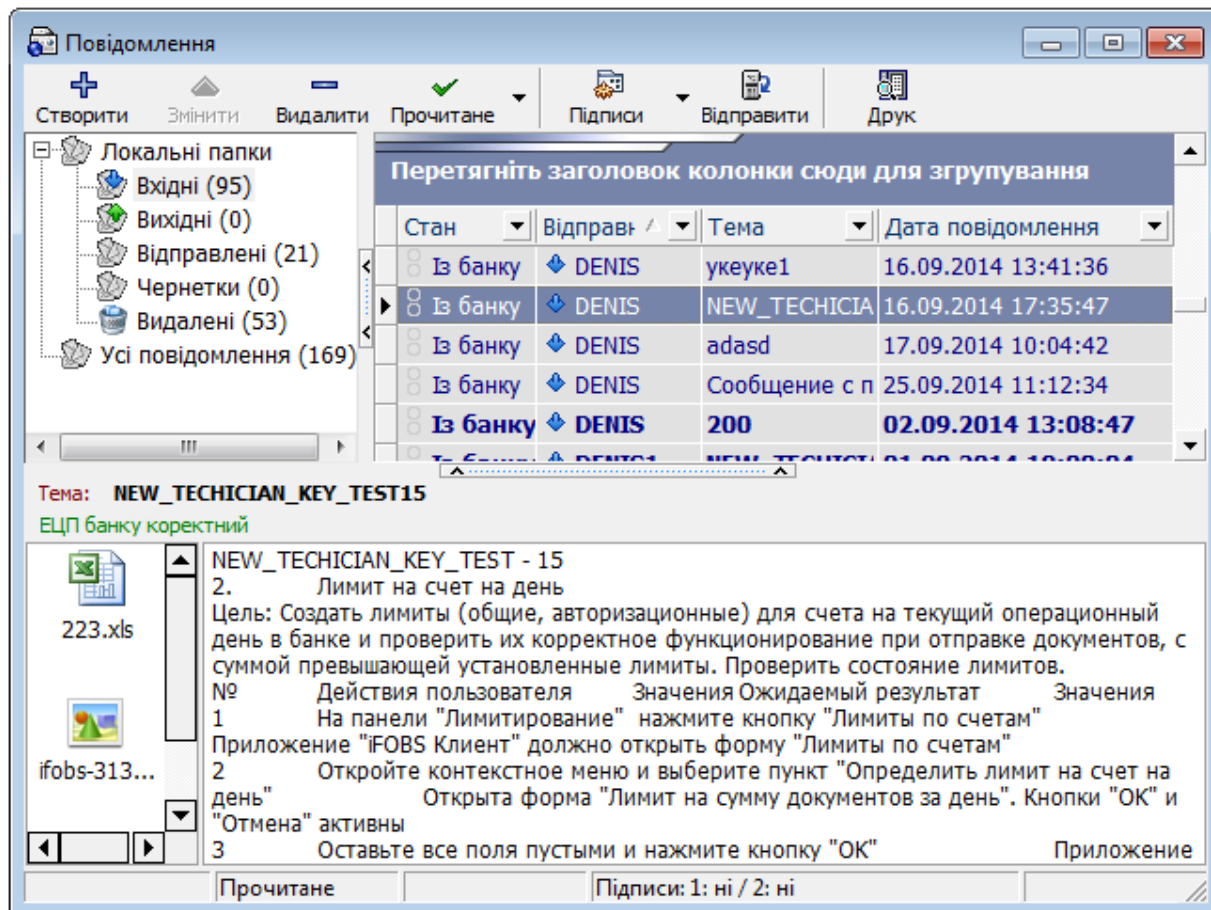 Повідомлення
Створити Змінити Видалити Прочитане Підписи Відправити Друк
Локальні папки
Вхідні (95)
Вихідні (0)
Відправлені (21)
Чернетки (0)
Видалені (53)
Усі повідомлення (169)
Перетягніть заголовок колонки сюди для згрупування
Стан Відправн Тема Дата повідомлення
Із банку DENIS укеуке1 16.09.2014 13:41:36
Із банку DENIS NEW_TECHICIA 16.09.2014 17:35:47
Із банку DENIS adasd 17.09.2014 10:04:42
Із банку DENIS Сообщение с п 25.09.2014 11:12:34
Із банку DENIS 200 02.09.2014 13:08:47
Тема: NEW_TECHICIAN_KEY_TEST15
ЕЦП банку коректний
223.xls
ifobs-313...
NEW_TECHICIAN_KEY_TEST - 15
2. Лимит на счет на день
Цель: Создать лимиты (общие, авторизационные) для счета на текущий операционный
день в банке и проверить их корректное функционирование при отправке документов, с
суммой превышающей установленные лимиты. Проверить состояние лимитов.
№ Действия пользователя Значения Ожидаемый результат Значения
1 На панели "Лимитирование" нажмите кнопку "Лимиты по счетам"
Приложение "iFOBS Клиент" должно открыть форму "Лимиты по счетам"
2 Откройте контекстное меню и выберите пункт "Определить лимит на счет на
день" Открыта форма "Лимит на сумму документов за день". Кнопки "ОК" и
"Отмена" активны
3 Оставьте все поля пустыми и нажмите кнопку "ОК" Приложение
Прочитане Підписи: 1: ні / 2: ні